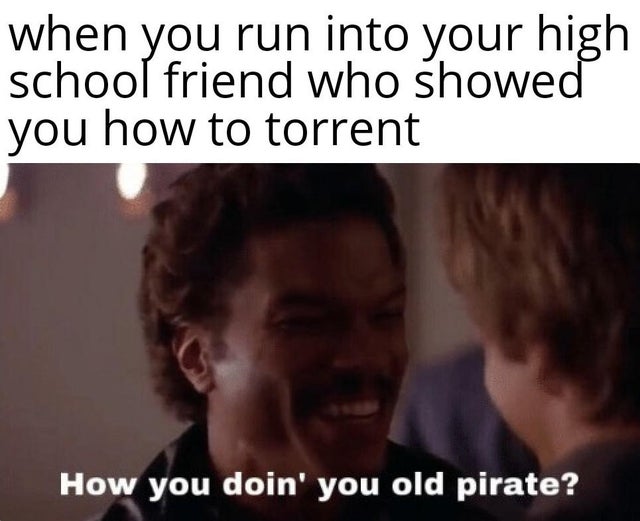 when you run into your high
school friend who showed
you how to torrent
How you doin' you old pirate?